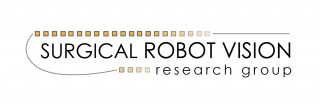 SURGICAL ROBOT VISION
research group